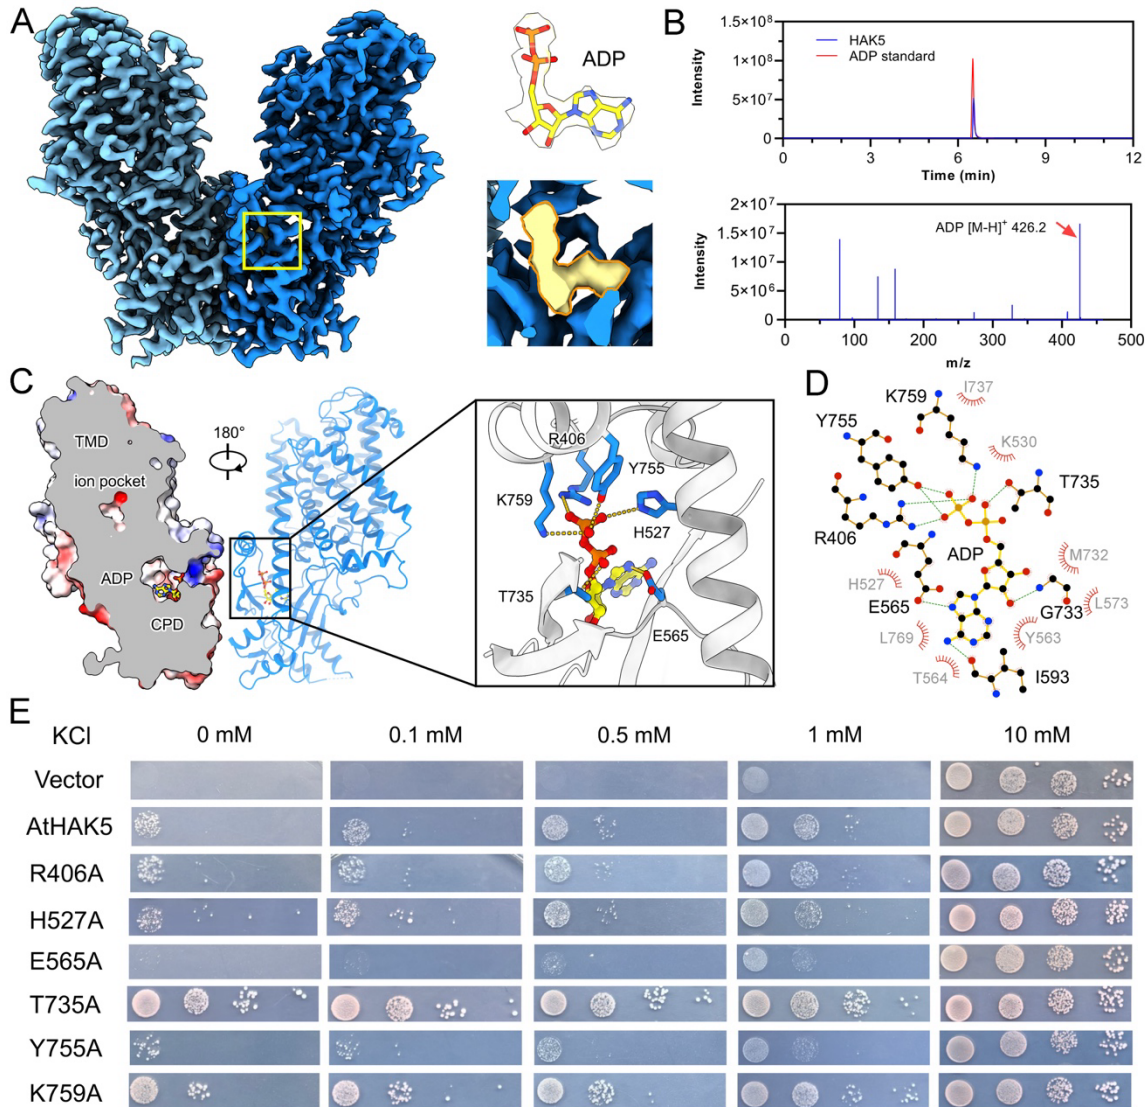 A
ADP
B
1.5×10⁸
1×10⁸
5×10⁷
0
Intensity
HAK5
ADP standard
0 3 6 9 12
Time (min)
2×10⁷
1.5×10⁷
1×10⁷
5×10⁶
0
Intensity
ADP [M-H]⁺ 426.2
0 100 200 300 400 500
m/z
C
TMD
ion pocket
ADP
CPD
180°
R406
Y755
K759
H527
T735
E565
D
K759
I737
Y755
K530
T735
R406
ADP
M732
H527
E565
G733
L573
L769
Y563
T564
I593
E
KCl 0 mM 0.1 mM 0.5 mM 1 mM 10 mM
Vector
AtHAK5
R406A
H527A
E565A
T735A
Y755A
K759A